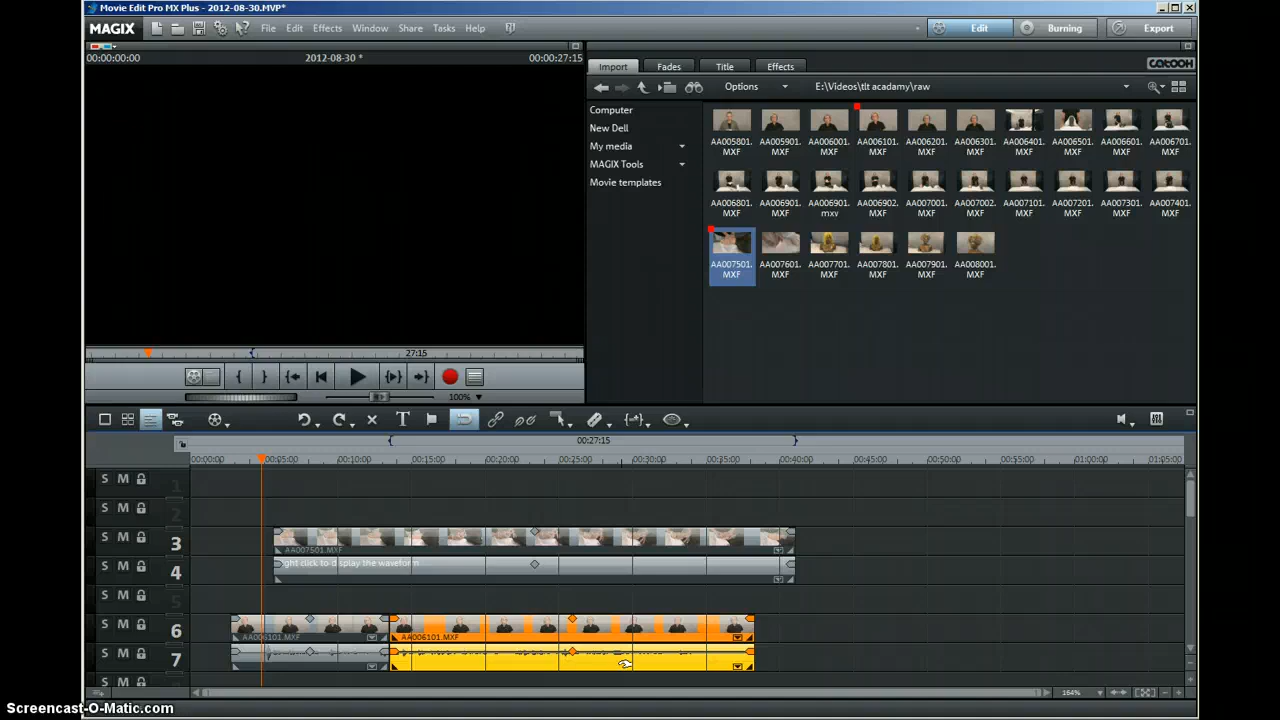 Movie Edit Pro MX Plus - 2012-08-30.MVP*
MAGIX File Edit Effects Window Share Tasks Help Edit Burning Export
00:00:00:00 2012-08-30 * 00:00:27:15
Import Fades Title Effects catooh
Options E:\Videos\tlt acadamy\raw
Computer
New Dell
My media
MAGIX Tools
Movie templates
AA005801. AA005901. AA006001. AA006101. AA006201. AA006301. AA006401. AA006501. AA006601. AA006701.
MXF MXF MXF MXF MXF MXF MXF MXF MXF MXF
AA006801. AA006901. AA006901. AA006902. AA007001. AA007002. AA007101. AA007201. AA007301. AA007401.
MXF MXF mxv MXF MXF MXF MXF MXF MXF MXF
AA007501. AA007601. AA007701. AA007801. AA007901. AA008001.
MXF MXF MXF MXF MXF MXF
27:15
100%
00:27:15
00:00:00 00:05:00 00:10:00 00:15:00 00:20:00 00:25:00 00:30:00 00:35:00 00:40:00 00:45:00 00:50:00 00:55:00 01:00:00 01:05:00
S M 1
S M 2
S M 3
AA007501.MXF
S M 4
ght click to display the waveform
S M 5
S M 6
AA006101.MXF AA006101.MXF
S M 7
S M
164%
Screencast-O-Matic.com